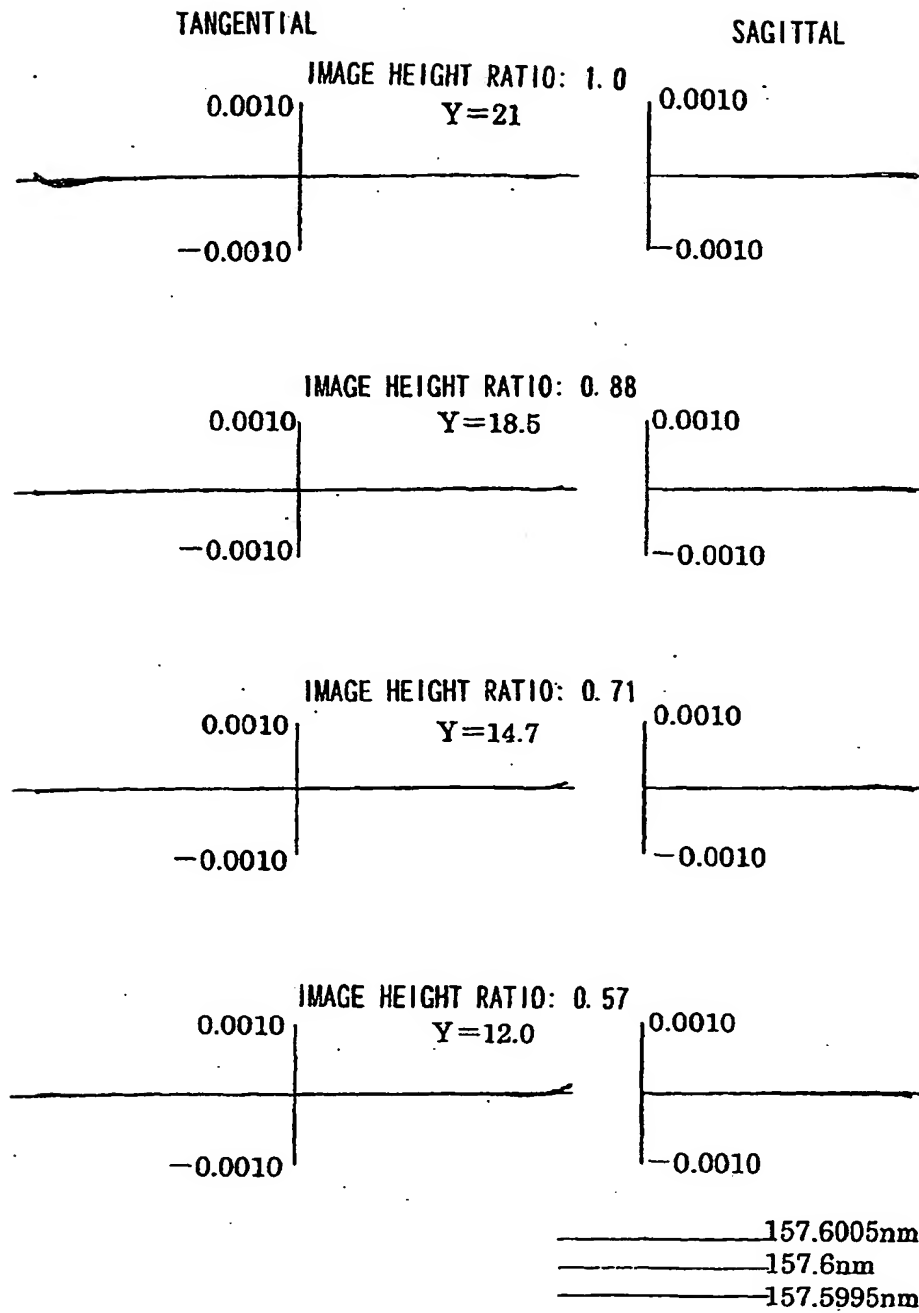 TANGENTIAL SAGITTAL
IMAGE HEIGHT RATIO: 1.0
0.0010 Y=21 0.0010
−0.0010 −0.0010
IMAGE HEIGHT RATIO: 0.88
0.0010 Y=18.5 0.0010
−0.0010 −0.0010
IMAGE HEIGHT RATIO: 0.71
0.0010 Y=14.7 0.0010
−0.0010 −0.0010
IMAGE HEIGHT RATIO: 0.57
0.0010 Y=12.0 0.0010
−0.0010 −0.0010
157.6005nm
157.6nm
157.5995nm